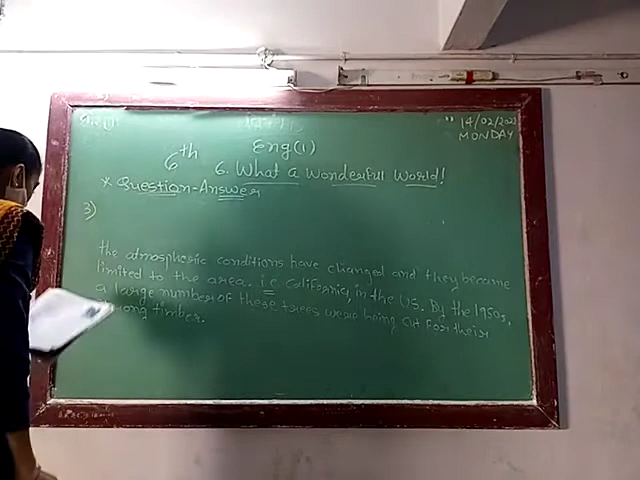 14/02/202
MONDAY
Eng(1)
6th
6. What a Wonderful World!
* Question-Answer
3)
the atmospheric conditions have changed and they become
limited to the area. i.e California, in the US. By the 1950s,
a large number of these trees were being cut for their
strong timber.